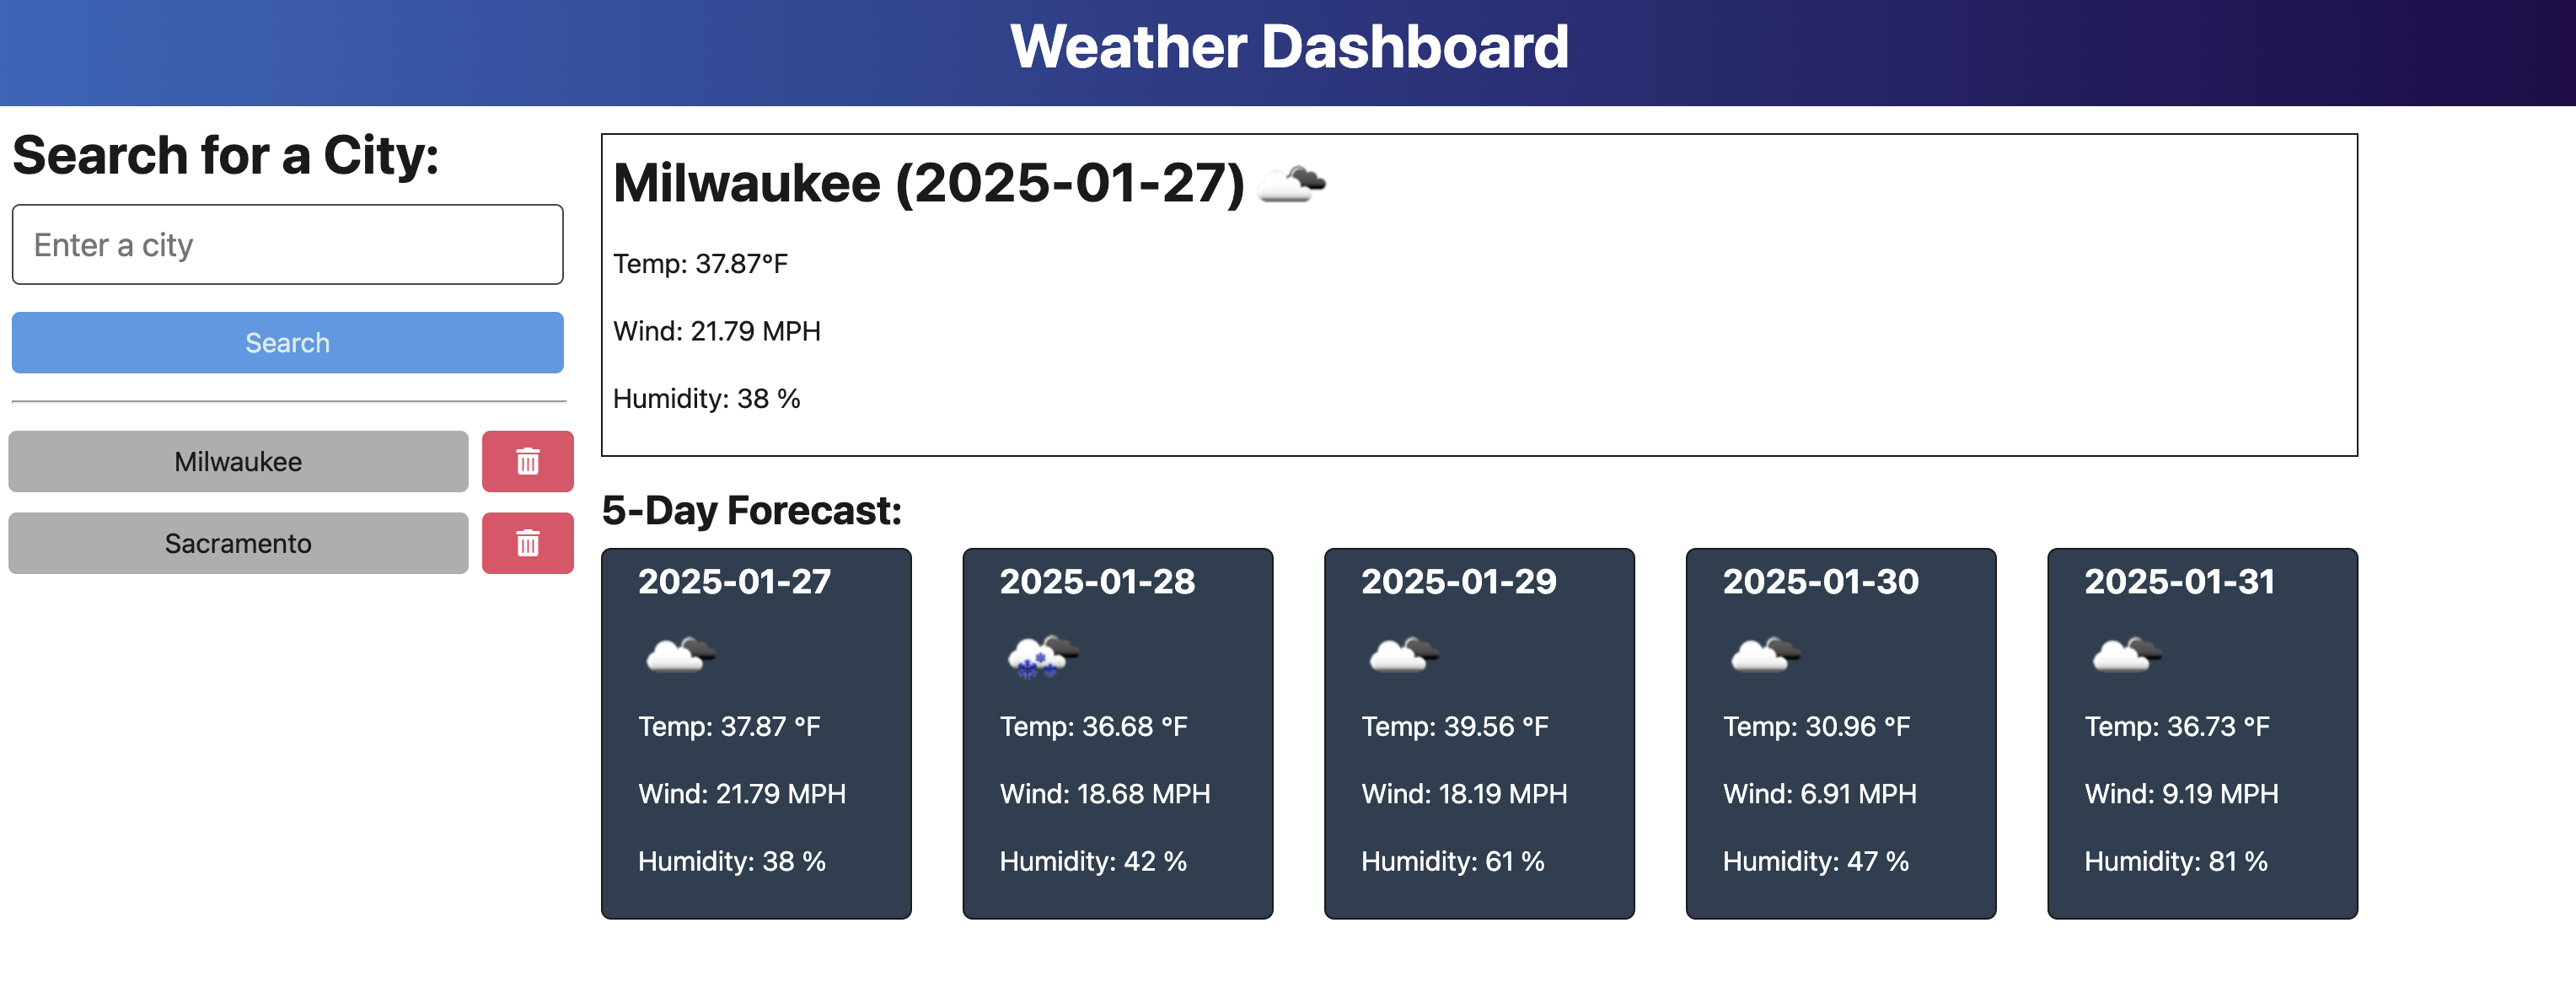 Weather Dashboard
Search for a City:
Enter a city
Search
Milwaukee
Sacramento
Milwaukee (2025-01-27)
Temp: 37.87°F
Wind: 21.79 MPH
Humidity: 38 %
5-Day Forecast:
2025-01-27
Temp: 37.87 °F
Wind: 21.79 MPH
Humidity: 38 %
2025-01-28
Temp: 36.68 °F
Wind: 18.68 MPH
Humidity: 42 %
2025-01-29
Temp: 39.56 °F
Wind: 18.19 MPH
Humidity: 61 %
2025-01-30
Temp: 30.96 °F
Wind: 6.91 MPH
Humidity: 47 %
2025-01-31
Temp: 36.73 °F
Wind: 9.19 MPH
Humidity: 81 %